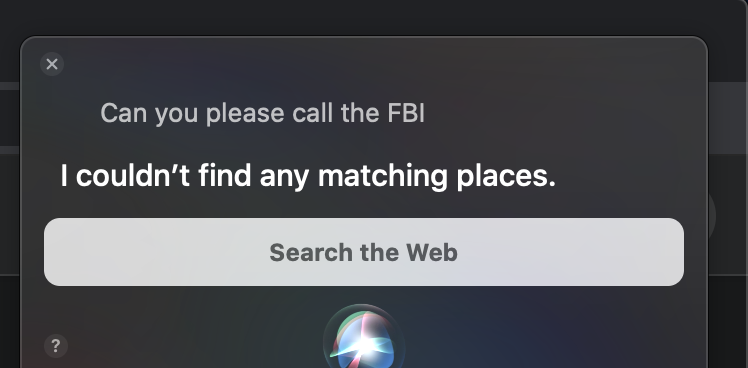 Can you please call the FBI
I couldn’t find any matching places.
Search the Web
?